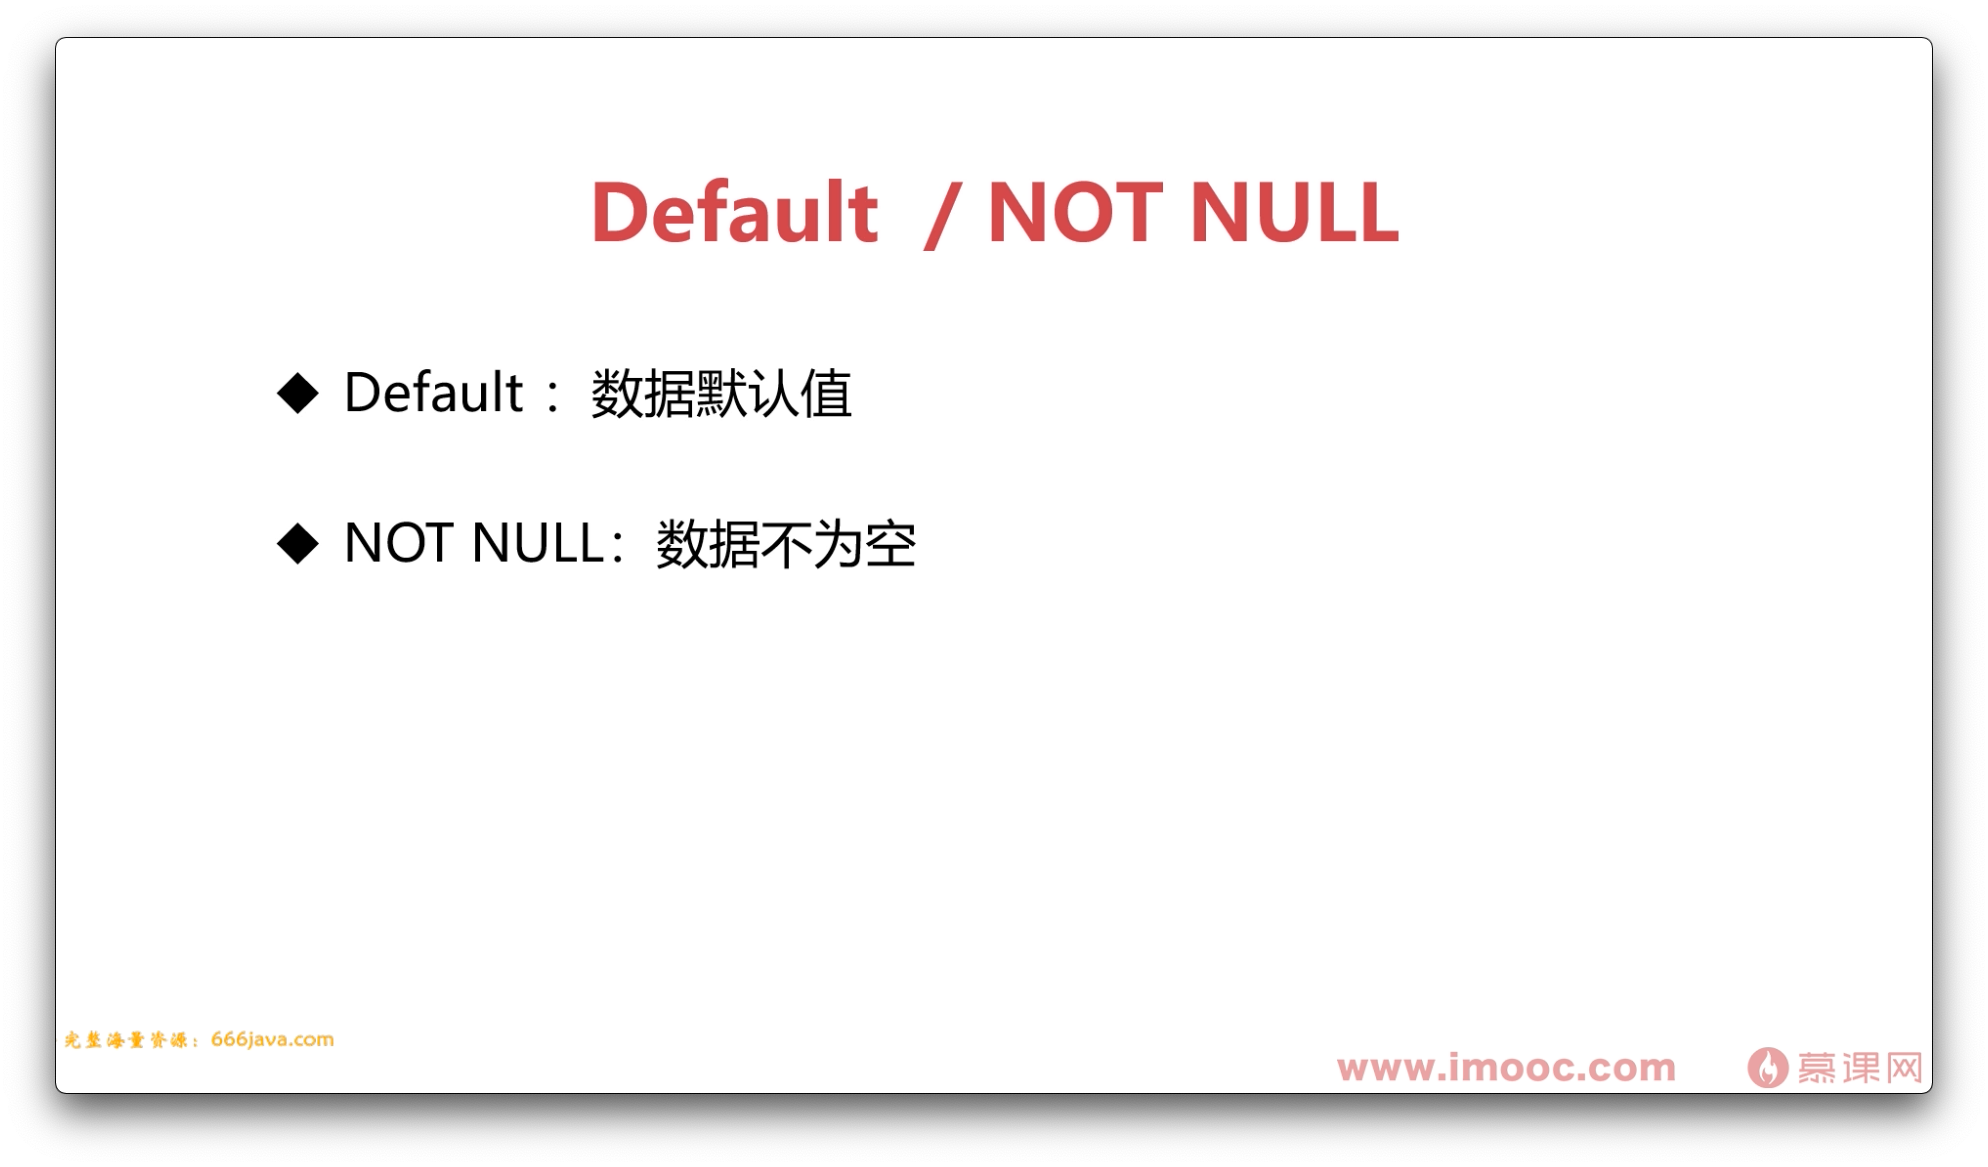 Default / NOT NULL
◆ Default ：数据默认值
◆ NOT NULL：数据不为空
完整海量资源：666java.com
www.imooc.com 慕课网